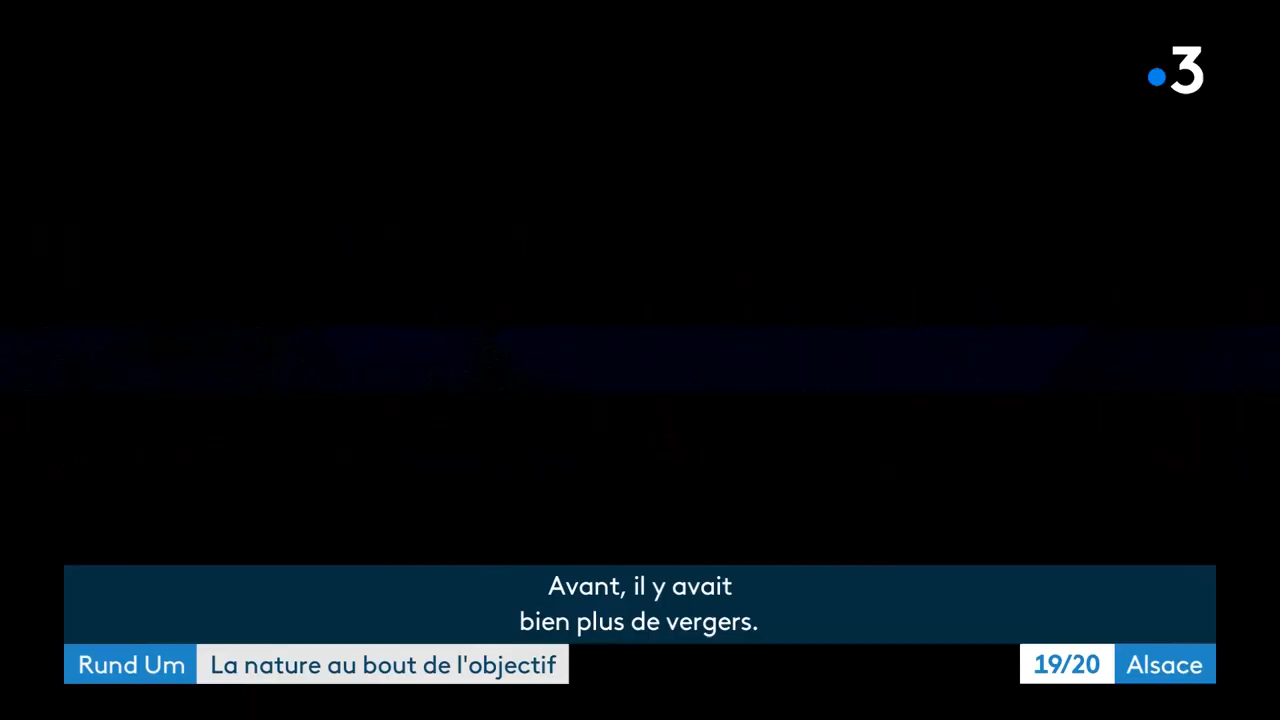 3
Avant, il y avait
bien plus de vergers.
Rund Um La nature au bout de l'objectif 19/20 Alsace